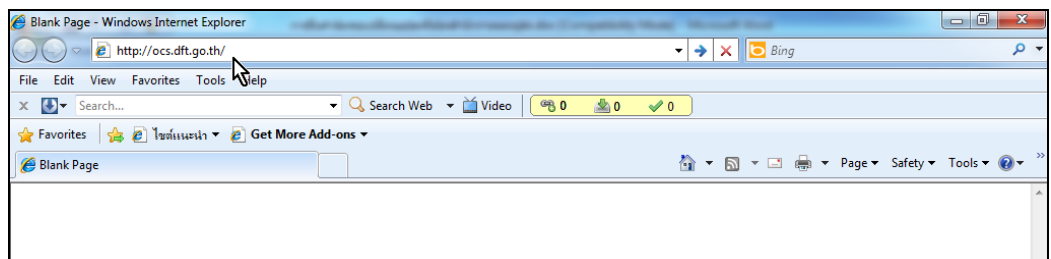 Blank Page - Windows Internet Explorer
http://ocs.dft.go.th/ Bing
File Edit View Favorites Tools Help
x Search... Search Web Video 0 0 0
Favorites ไซต์แนะนำ Get More Add-ons
Blank Page Page Safety Tools